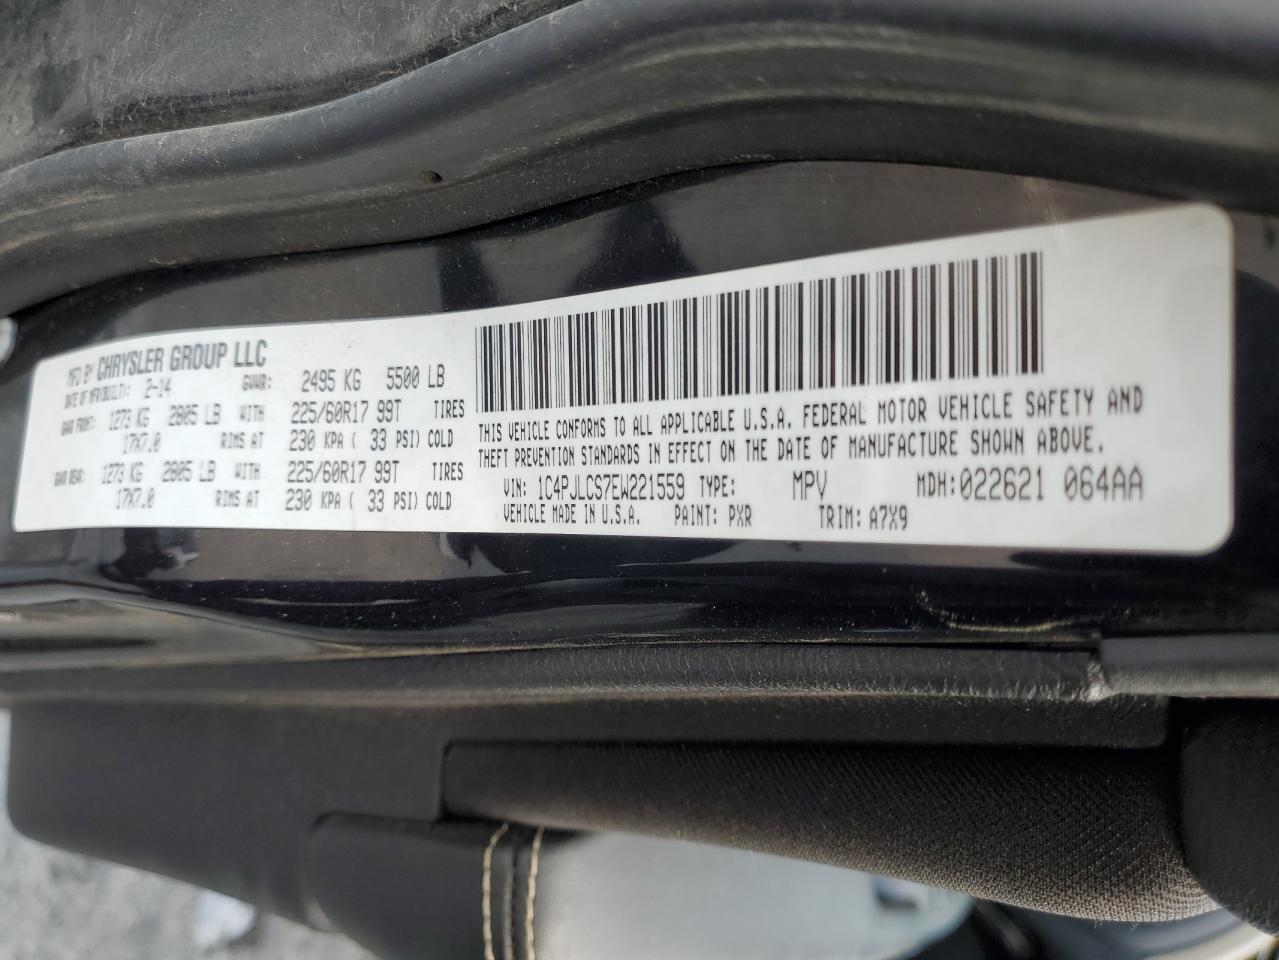 MFD BY CHRYSLER GROUP LLC
DATE OF MFR(BUILT): 2-14 GVWR: 2495 KG 5500 LB
GAWR FRONT: 1273 KG 2805 LB WITH 225/60R17 99T TIRES
17X7.0 RIMS AT 230 KPA ( 33 PSI) COLD
GAWR REAR: 1273 KG 2805 LB WITH 225/60R17 99T TIRES
17X7.0 RIMS AT 230 KPA ( 33 PSI) COLD
THIS VEHICLE CONFORMS TO ALL APPLICABLE U.S.A. FEDERAL MOTOR VEHICLE SAFETY AND
THEFT PREVENTION STANDARDS IN EFFECT ON THE DATE OF MANUFACTURE SHOWN ABOVE.
VIN: 1C4PJLCS7EW221559 TYPE: MPV MDH:022621 064AA
VEHICLE MADE IN U.S.A. PAINT: PXR TRIM: A7X9